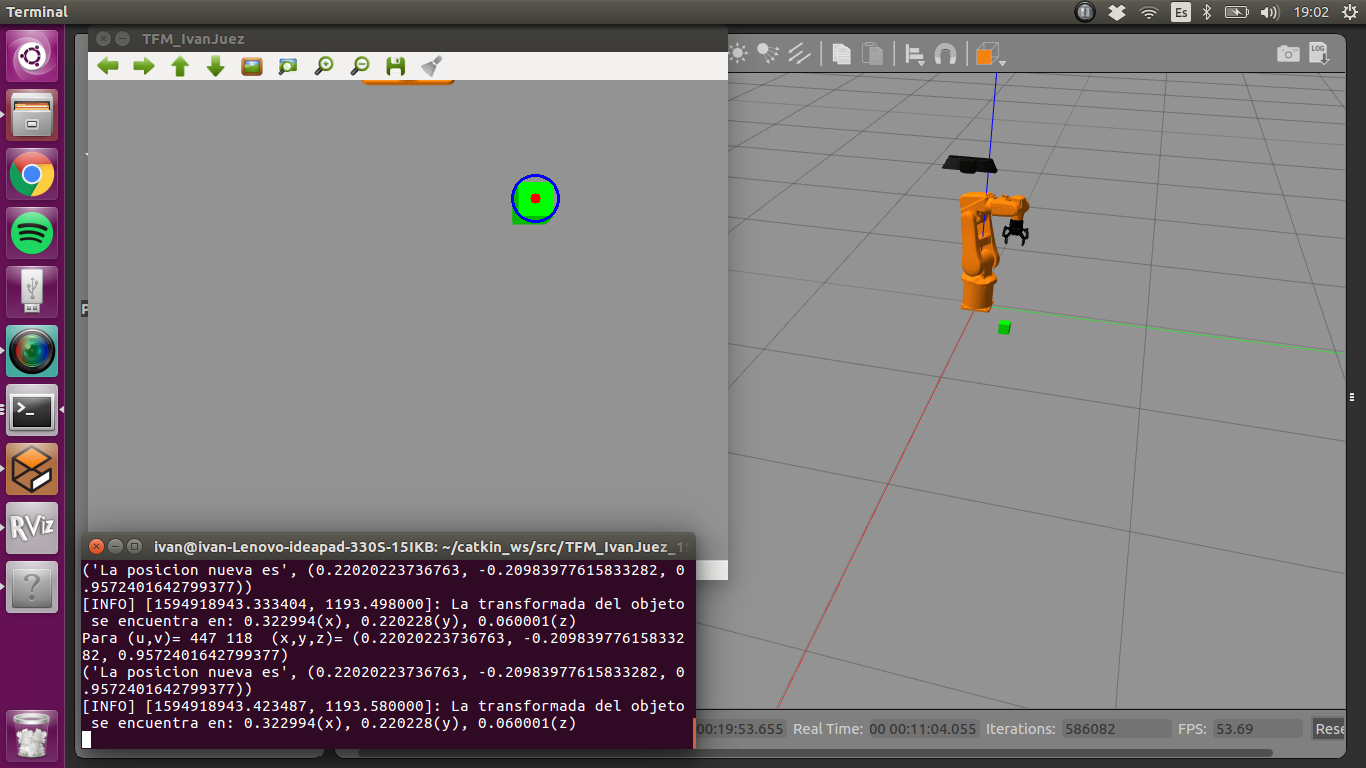 Terminal
Es
19:02
TFM_IvanJuez
LOG
RViz
ivan@ivan-Lenovo-ideapad-330S-15IKB: ~/catkin_ws/src/TFM_IvanJuez_1
('La posicion nueva es', (0.22020223736763, -0.20983977615833282, 0
.9572401642799377))
[INFO] [1594918943.333404, 1193.498000]: La transformada del objeto
se encuentra en: 0.322994(x), 0.220228(y), 0.060001(z)
Para (u,v)= 447 118  (x,y,z)= (0.22020223736763, -0.209839776158332
82, 0.9572401642799377)
('La posicion nueva es', (0.22020223736763, -0.20983977615833282, 0
.9572401642799377))
[INFO] [1594918943.423487, 1193.580000]: La transformada del objeto
se encuentra en: 0.322994(x), 0.220228(y), 0.060001(z)
00:19:53.655 Real Time: 00 00:11:04.055 Iterations: 586082 FPS: 53.69 Rese